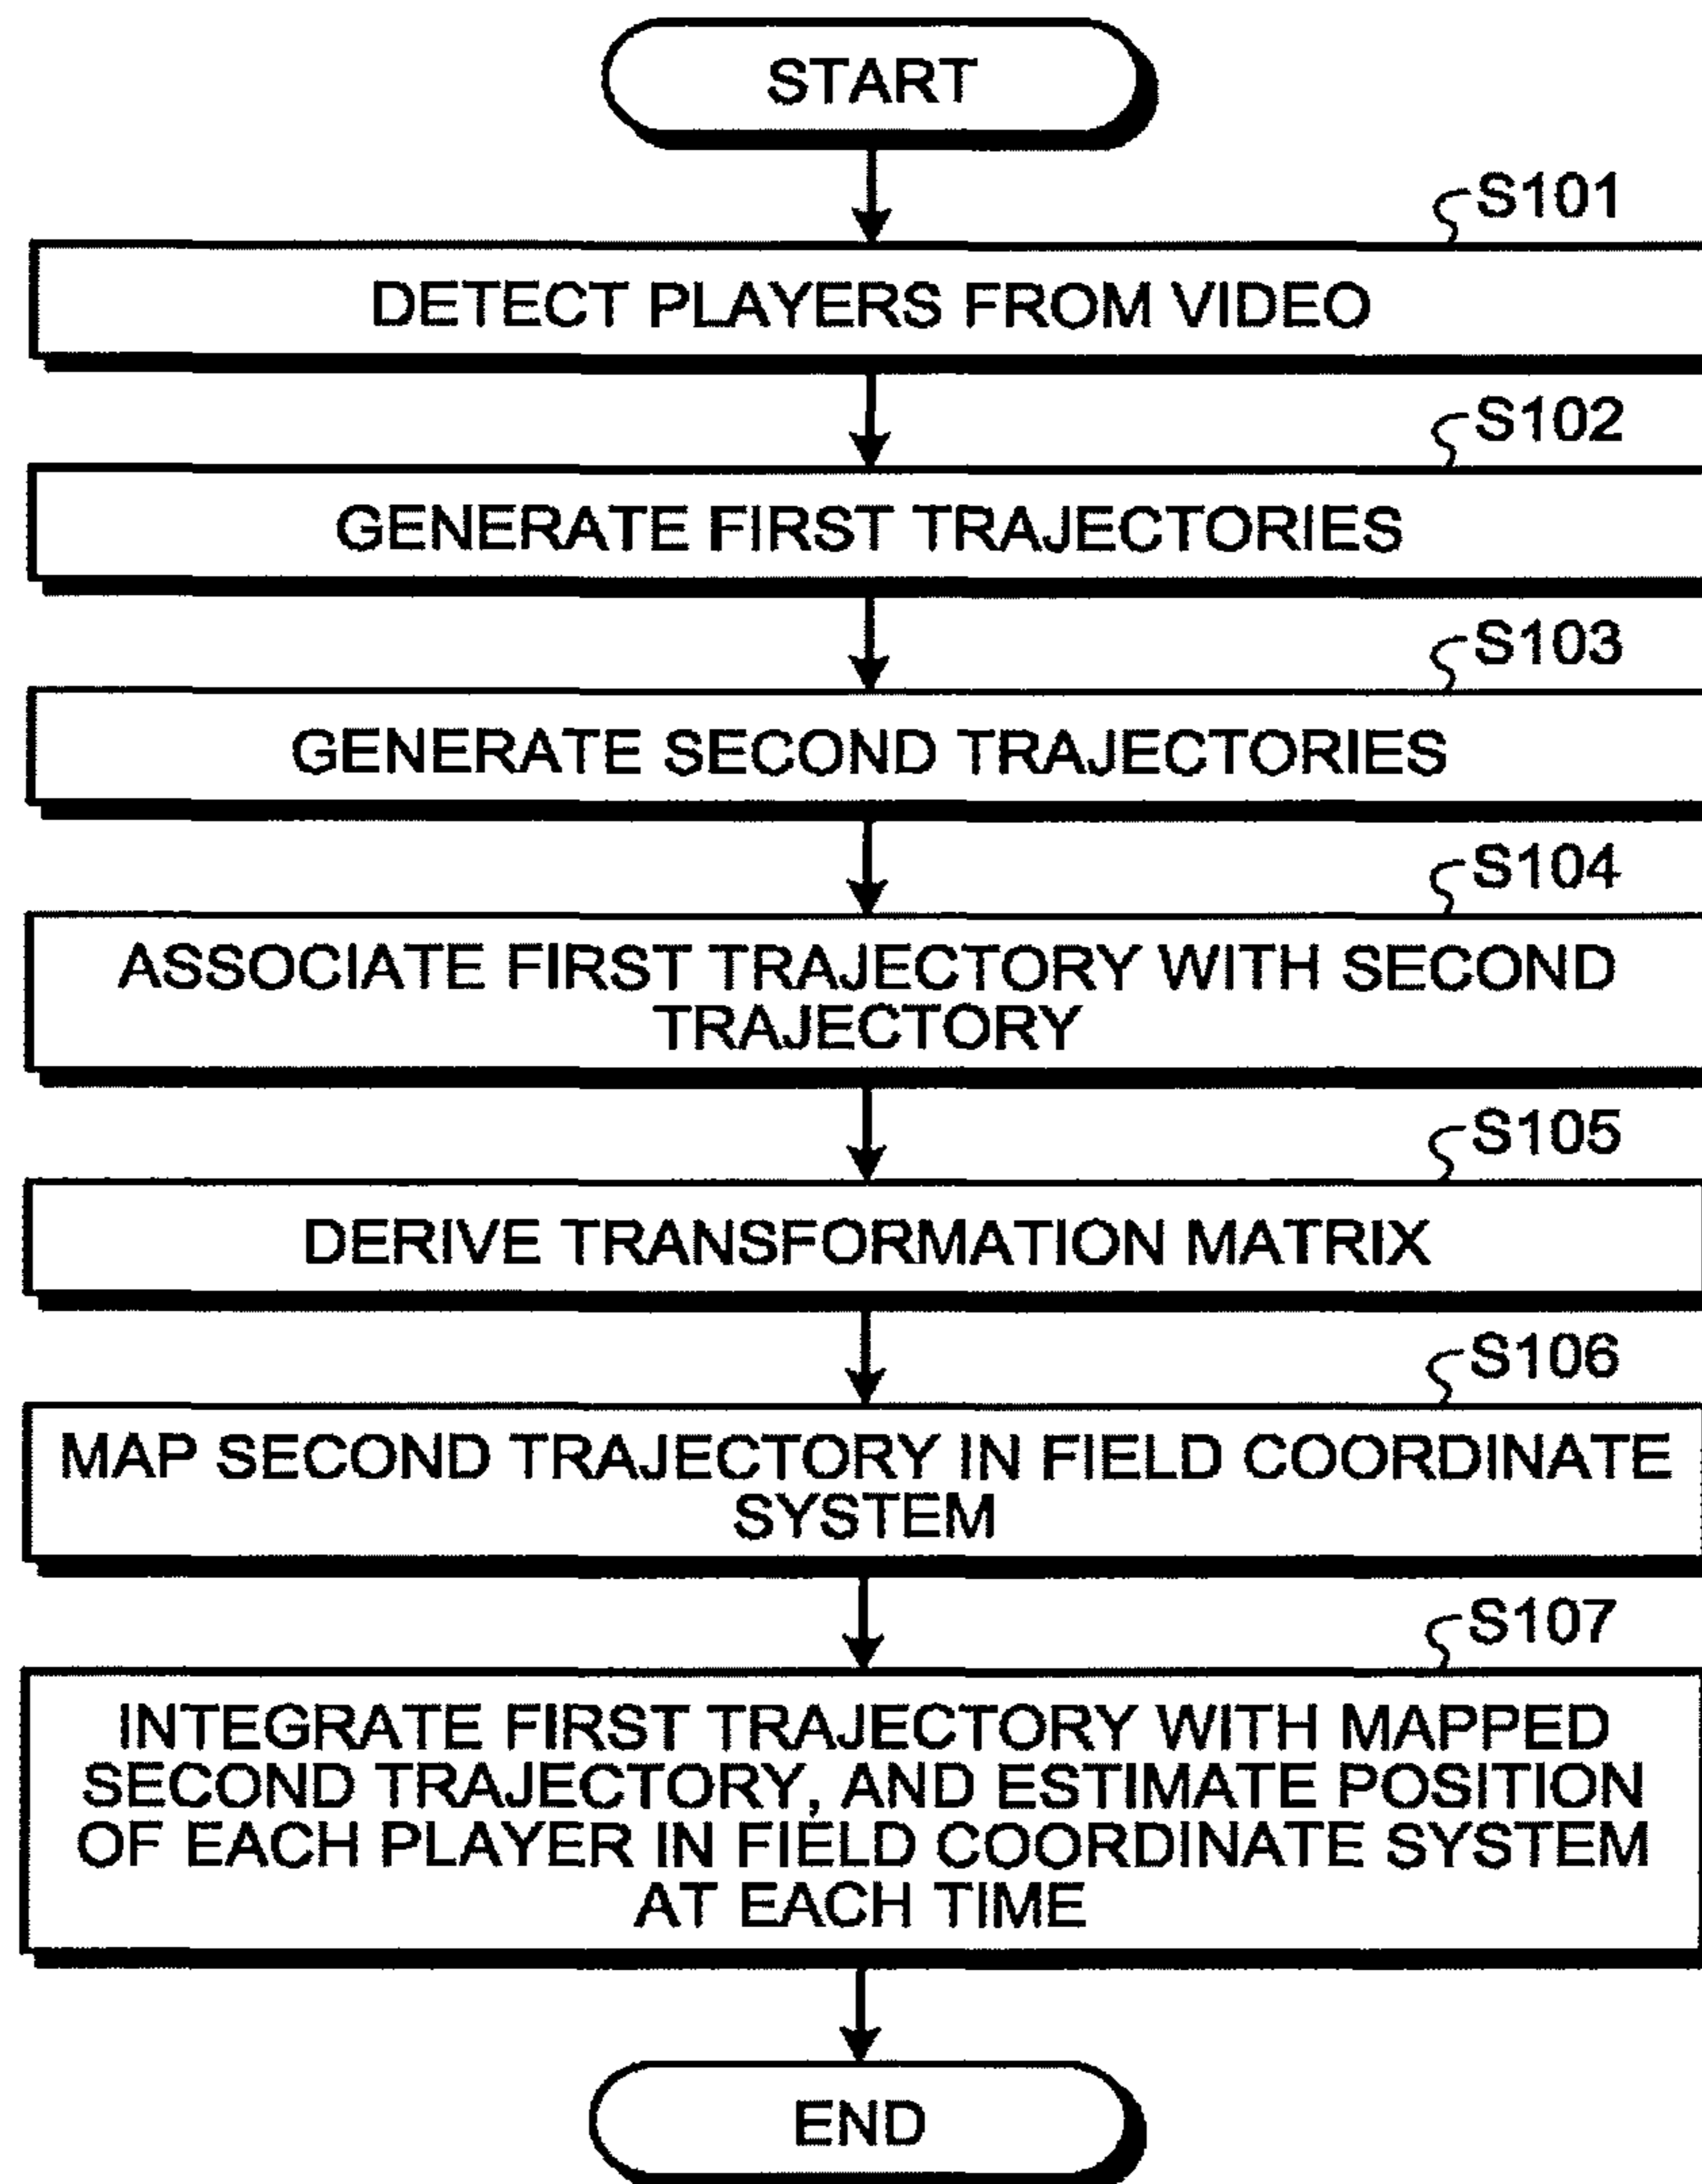 START
S101
DETECT PLAYERS FROM VIDEO
S102
GENERATE FIRST TRAJECTORIES
S103
GENERATE SECOND TRAJECTORIES
S104
ASSOCIATE FIRST TRAJECTORY WITH SECOND
TRAJECTORY
S105
DERIVE TRANSFORMATION MATRIX
S106
MAP SECOND TRAJECTORY IN FIELD COORDINATE
SYSTEM
S107
INTEGRATE FIRST TRAJECTORY WITH MAPPED
SECOND TRAJECTORY, AND ESTIMATE POSITION
OF EACH PLAYER IN FIELD COORDINATE SYSTEM
AT EACH TIME
END